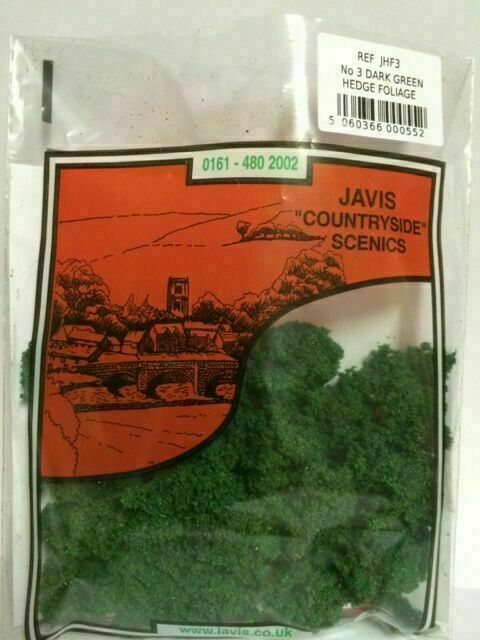 REF JHF3
No 3 DARK GREEN
HEDGE FOLIAGE
5 060366 000552
0161 - 480 2002
JAVIS
"COUNTRYSIDE"
SCENICS
www.javis.co.uk